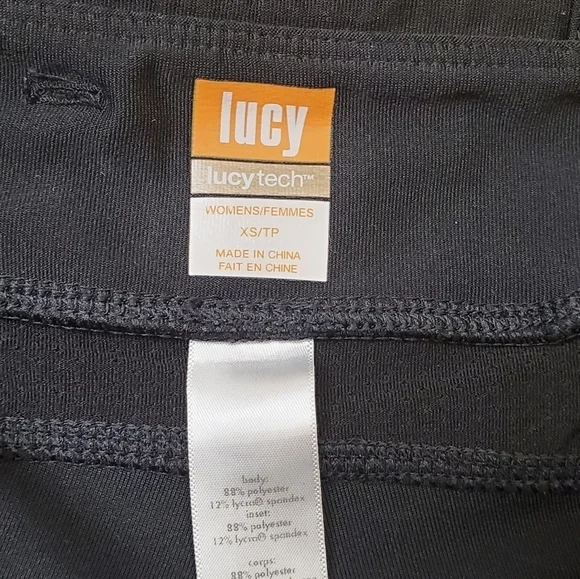 lucy
lucytech™
WOMENS/FEMMES
XS/TP
MADE IN CHINA
FAIT EN CHINE
body:
88% polyester
12% lycra® spandex
inset:
88% polyester
12% lycra® spandex
corps:
88% polyester